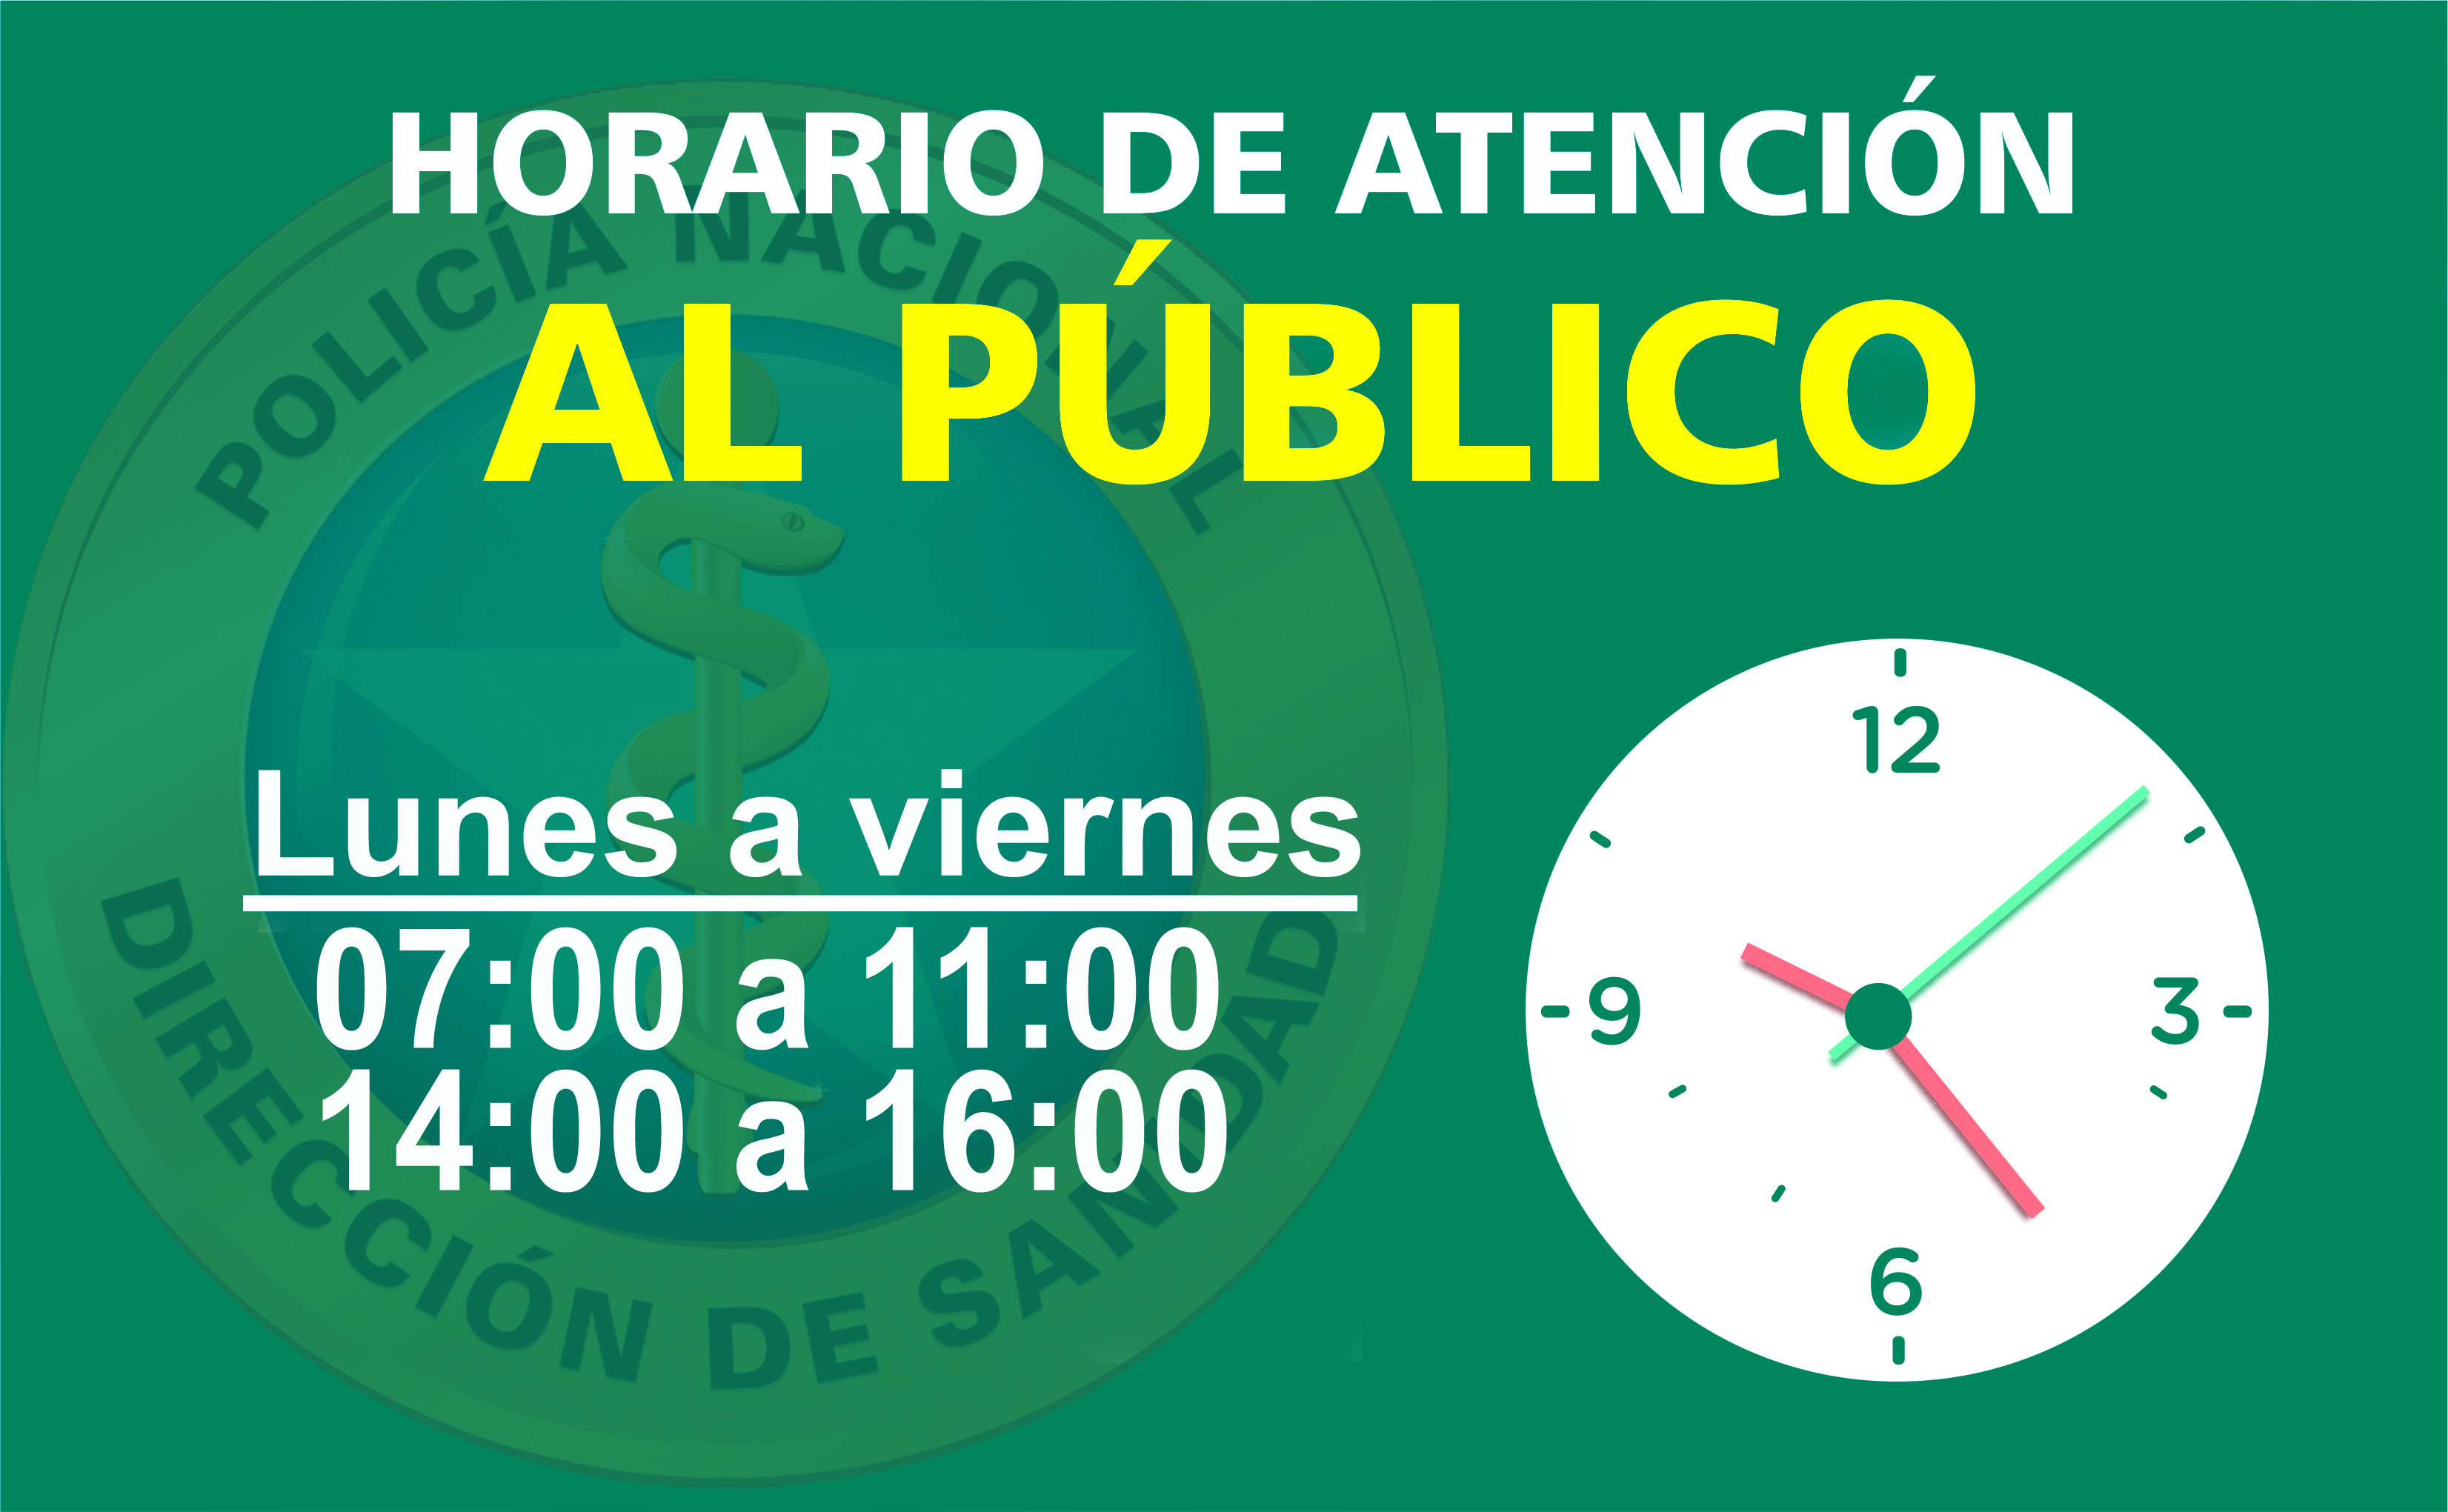 HORARIO DE ATENCIÓN
AL PÚBLICO
POLICÍA NACIONAL
Lunes a viernes
07:00 a 11:00
14:00 a 16:00
DIRECCIÓN DE SANIDAD
12
9
3
6